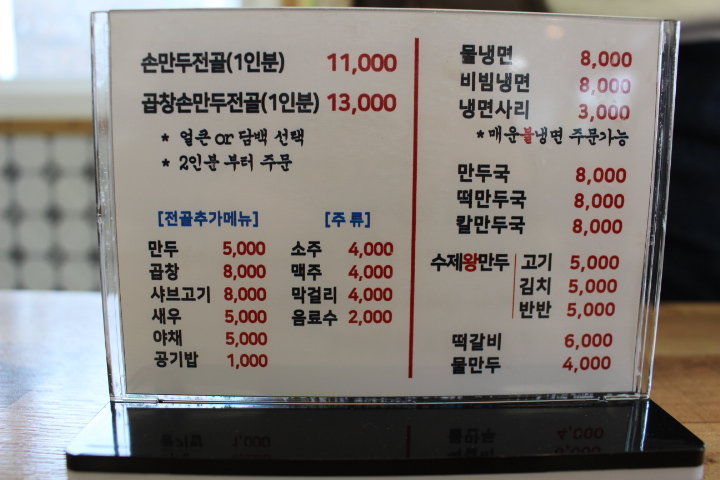 손만두전골(1인분) 11,000
곱창손만두전골(1인분) 13,000
* 얼큰 or 담백 선택
* 2인분 부터 주문
[전골추가메뉴]
만두 5,000
곱창 8,000
샤브고기 8,000
새우 5,000
야채 5,000
공기밥 1,000
[주 류]
소주 4,000
맥주 4,000
막걸리 4,000
음료수 2,000
물냉면 8,000
비빔냉면 8,000
냉면사리 3,000
*매운불냉면 주문가능
만두국 8,000
떡만두국 8,000
칼만두국 8,000
수제왕만두 고기 5,000
김치 5,000
반반 5,000
떡갈비 6,000
물만두 4,000